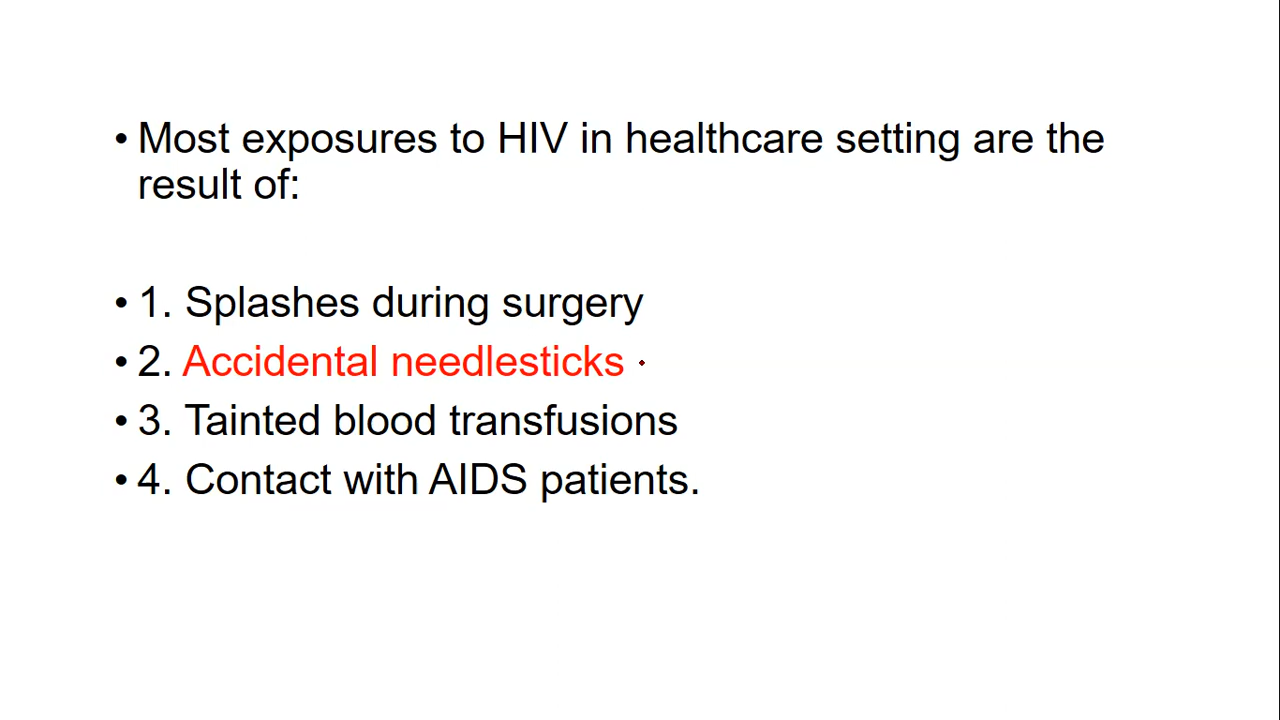 • Most exposures to HIV in healthcare setting are the
result of:
• 1. Splashes during surgery
• 2. Accidental needlesticks
• 3. Tainted blood transfusions
• 4. Contact with AIDS patients.